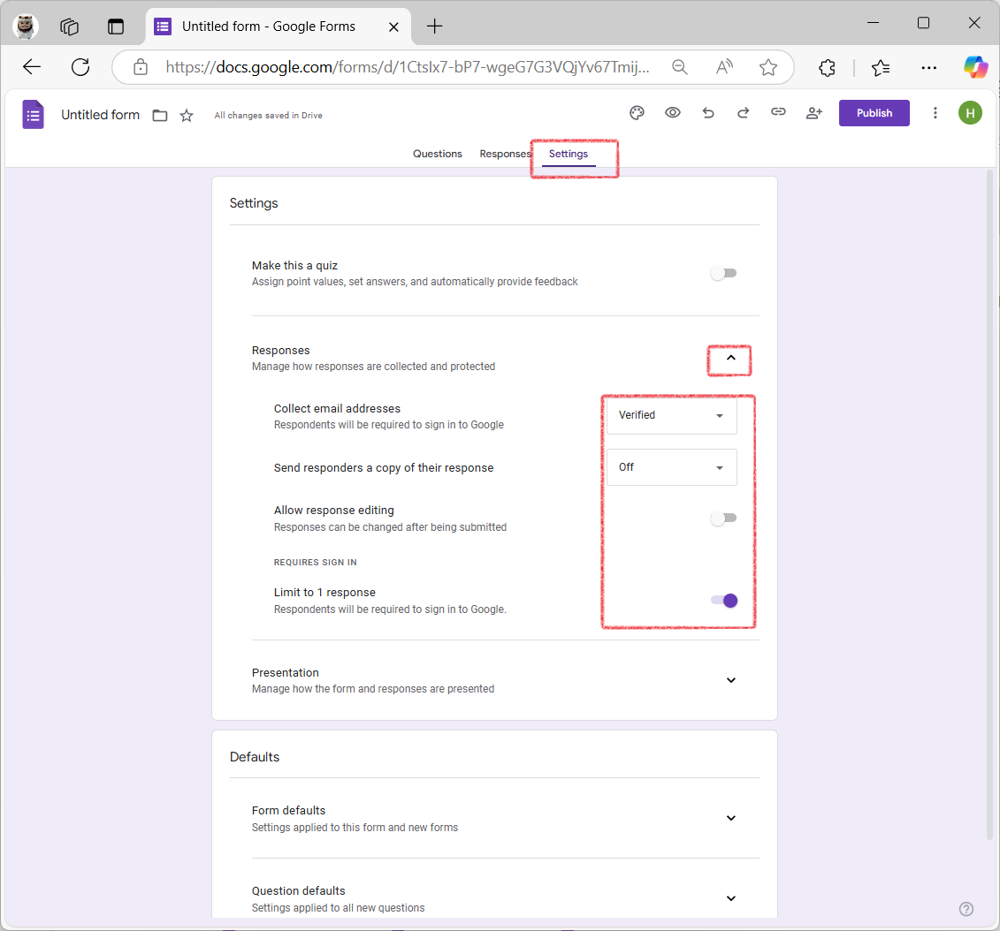 Untitled form - Google Forms
https://docs.google.com/forms/d/1CtsIx7-bP7-wgeG7G3VQjYv67Tmij...
Untitled form
All changes saved in Drive
Publish
H
Questions Responses Settings
Settings
Make this a quiz
Assign point values, set answers, and automatically provide feedback
Responses
Manage how responses are collected and protected
Collect email addresses
Respondents will be required to sign in to Google
Verified
Send responders a copy of their response
Off
Allow response editing
Responses can be changed after being submitted
REQUIRES SIGN IN
Limit to 1 response
Respondents will be required to sign in to Google.
Presentation
Manage how the form and responses are presented
Defaults
Form defaults
Settings applied to this form and new forms
Question defaults
Settings applied to all new questions